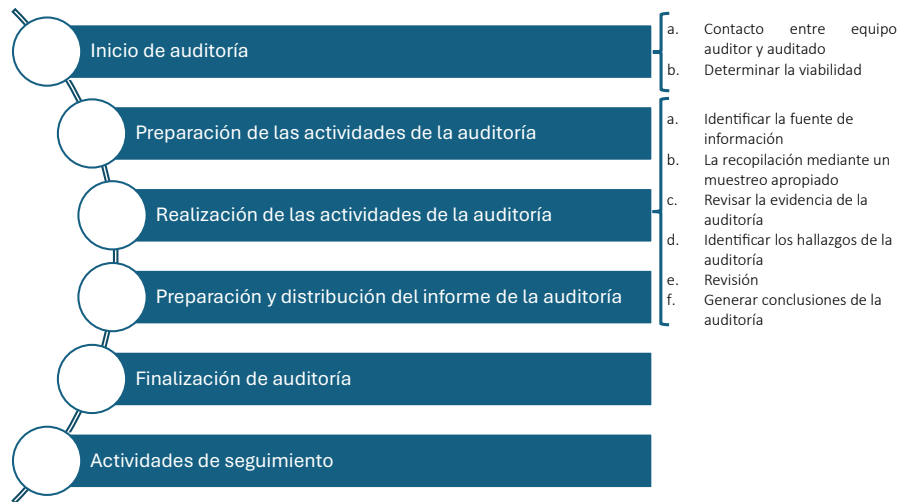 Inicio de auditoría
a. Contacto entre equipo
auditor y auditado
b. Determinar la viabilidad
Preparación de las actividades de la auditoría
Realización de las actividades de la auditoría
Preparación y distribución del informe de la auditoría
a. Identificar la fuente de
información
b. La recopilación mediante un
muestreo apropiado
c. Revisar la evidencia de la
auditoría
d. Identificar los hallazgos de la
auditoría
e. Revisión
f. Generar conclusiones de la
auditoría
Finalización de auditoría
Actividades de seguimiento